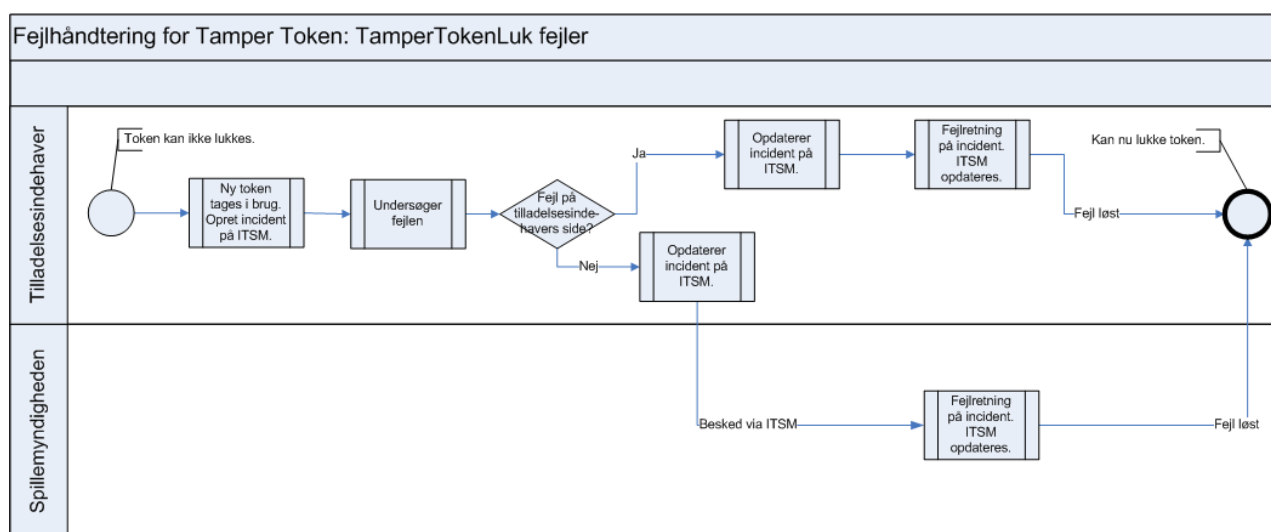 Fejlhåndtering for Tamper Token: TamperTokenLuk fejler
Tilladelsesindehaver
Token kan ikke lukkes.
Ny token
tages i brug.
Opret incident
på ITSM.
Undersøger
fejlen
Fejl på
tilladelsesinde-
havers side?
Ja
Opdaterer
incident på
ITSM.
Fejlretning
på incident.
ITSM
opdateres.
Fejl løst
Kan nu lukke token.
Nej
Opdaterer
incident på
ITSM.
Spillemyndigheden
Besked via ITSM
Fejlretning
på incident.
ITSM
opdateres.
Fejl løst